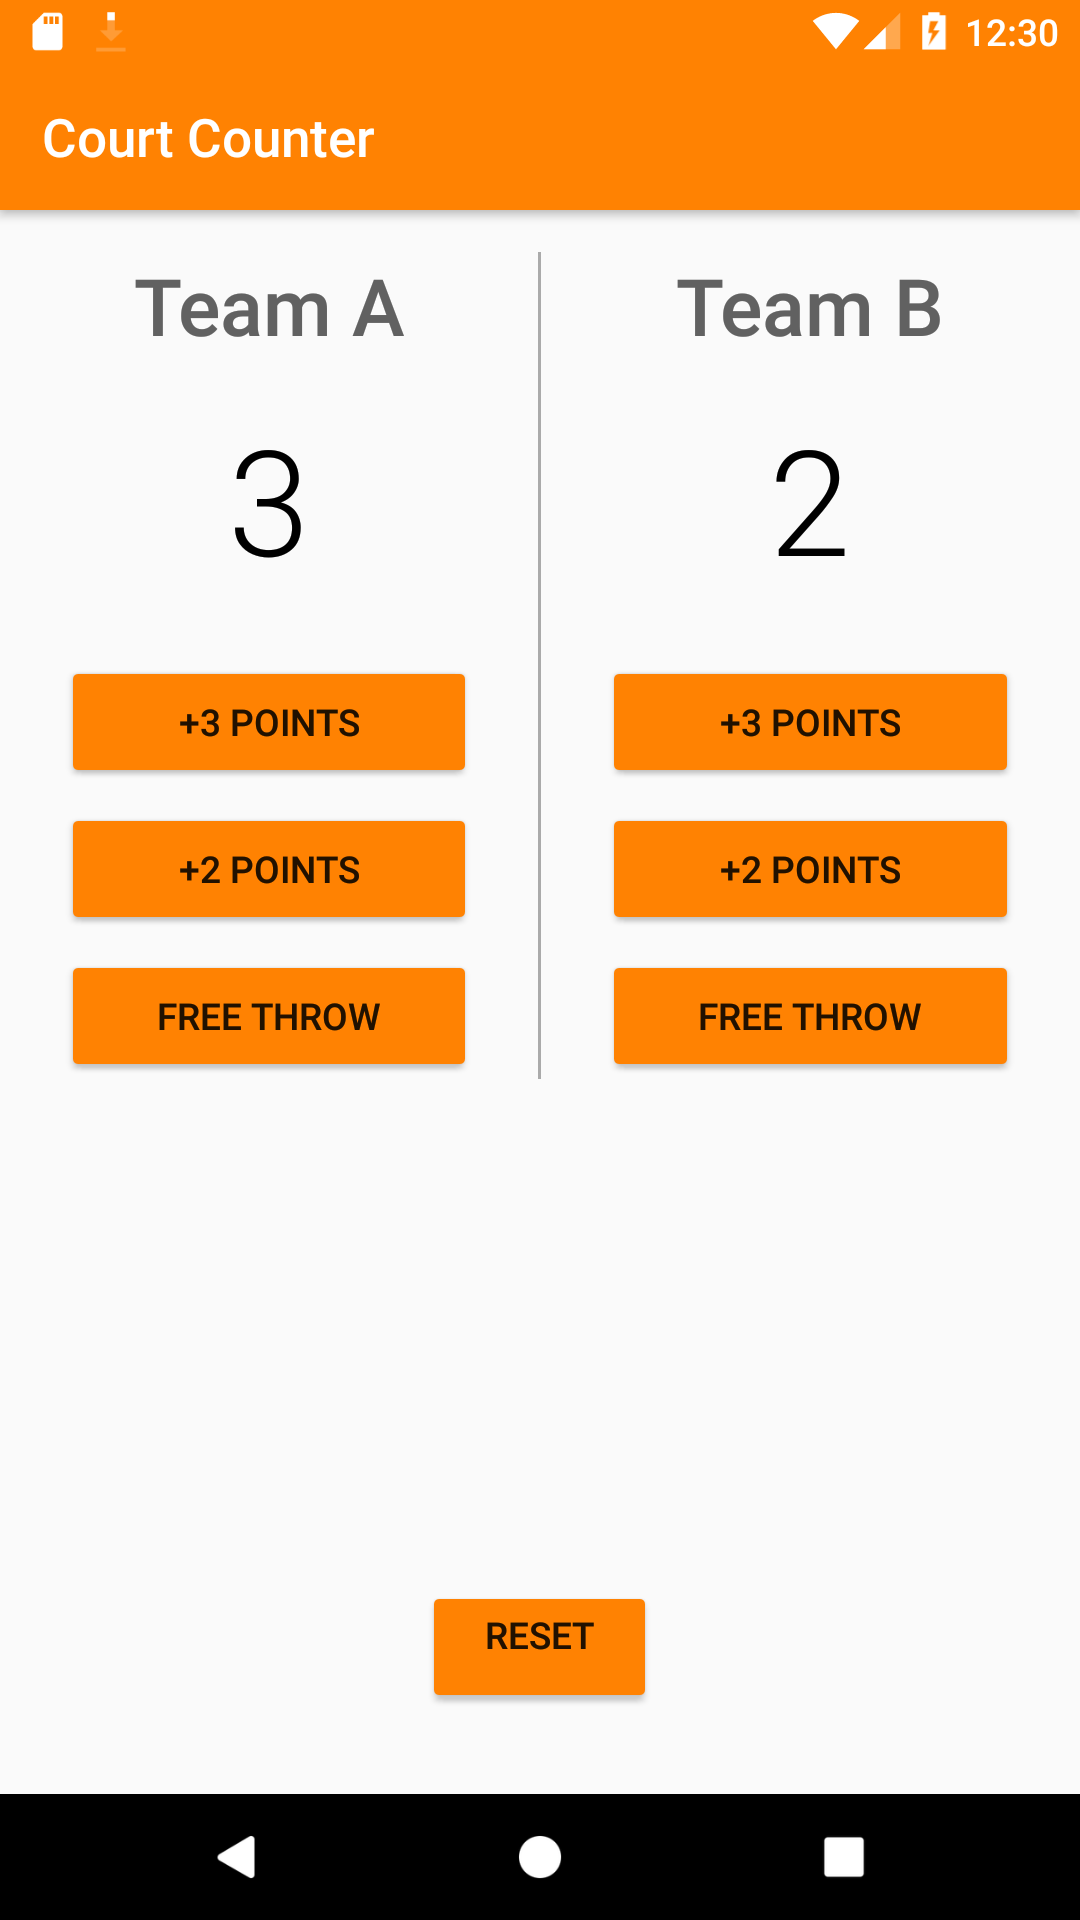 12:30
Court Counter
Team A
Team B
3
2
+3 POINTS
+3 POINTS
+2 POINTS
+2 POINTS
FREE THROW
FREE THROW
RESET